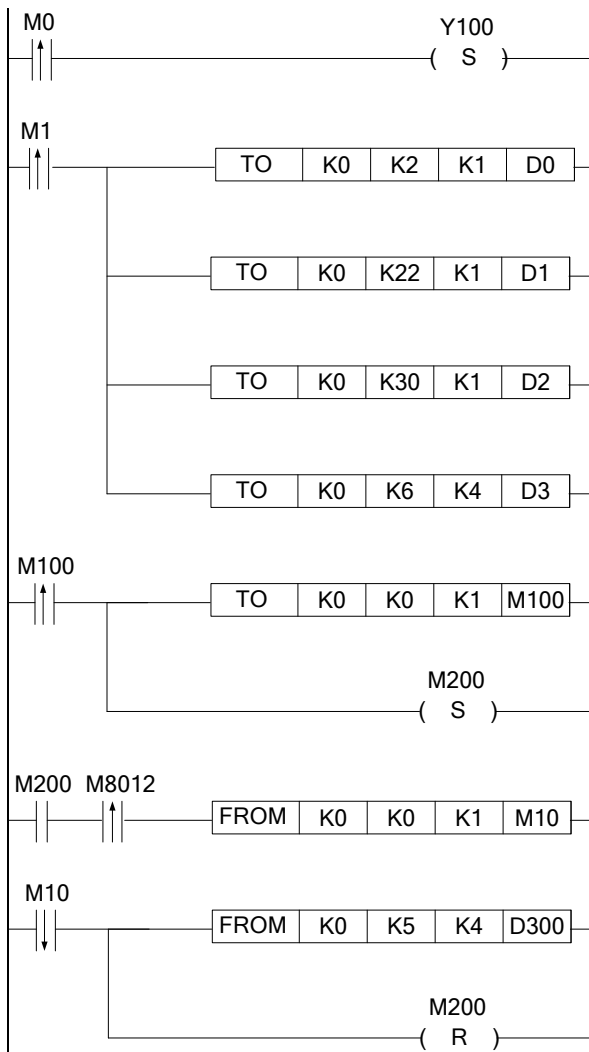 M0 Y100
( S )
M1
TO K0 K2 K1 D0
TO K0 K22 K1 D1
TO K0 K30 K1 D2
TO K0 K6 K4 D3
M100
TO K0 K0 K1 M100
M200
( S )
M200 M8012
FROM K0 K0 K1 M10
M10
FROM K0 K5 K4 D300
M200
( R )